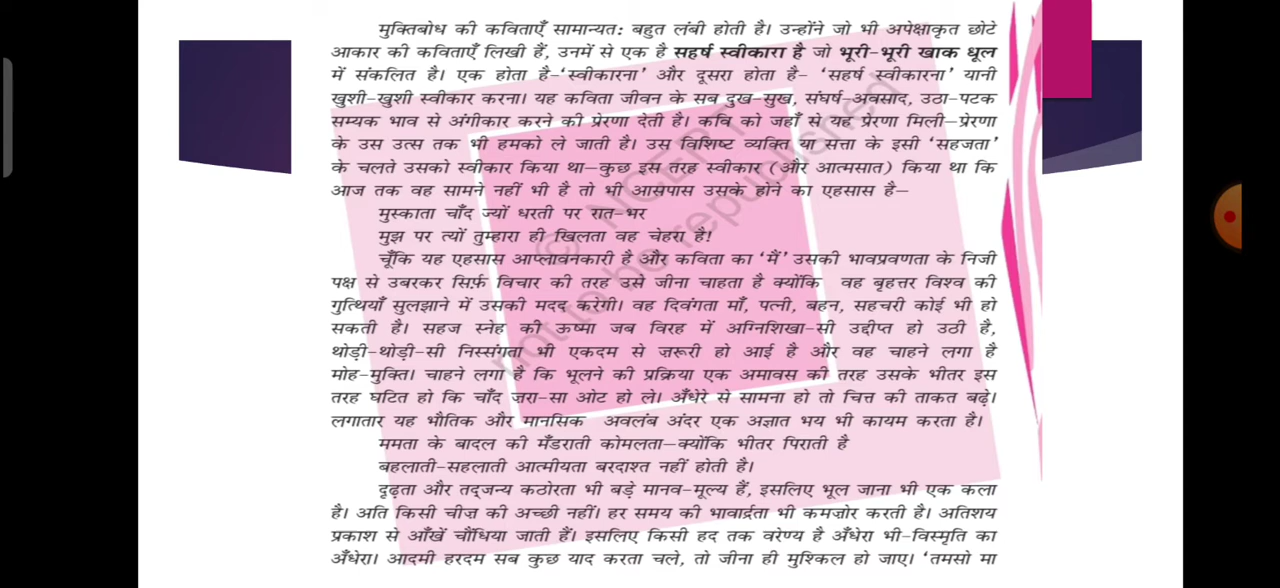 मुक्तिबोध की कविताएँ सामान्यतः बहुत लंबी होती है। उन्होंने जो भी अपेक्षाकृत छोटे
आकार की कविताएँ लिखी हैं, उनमें से एक है सहर्ष स्वीकारा है जो भूरी-भूरी खाक धूल
में संकलित है। एक होता है-'स्वीकारना' और दूसरा होता है- 'सहर्ष स्वीकारना' यानी
खुशी-खुशी स्वीकार करना। यह कविता जीवन के सब दुख-सुख, संघर्ष-अवसाद, उठा-पटक
सम्यक भाव से अंगीकार करने की प्रेरणा देती है। कवि को जहाँ से यह प्रेरणा मिली-प्रेरणा
के उस उत्स तक भी हमको ले जाती है। उस विशिष्ट व्यक्ति या सत्ता के इसी 'सहजता'
के चलते उसको स्वीकार किया था-कुछ इस तरह स्वीकार (और आत्मसात) किया था कि
आज तक वह सामने नहीं भी है तो भी आसपास उसके होने का एहसास है—
मुस्काता चाँद ज्यों धरती पर रात-भर
मुझ पर त्यों तुम्हारा ही खिलता वह चेहरा है!
चूँकि यह एहसास आप्लावनकारी है और कविता का 'मैं' उसकी भावप्रवणता के निजी
पक्ष से उबरकर सिर्फ़ विचार की तरह उसे जीना चाहता है क्योंकि वह बृहत्तर विश्व की
गुत्थियाँ सुलझाने में उसकी मदद करेगी। वह दिवंगता माँ, पत्नी, बहन, सहचरी कोई भी हो
सकती है। सहज स्नेह की ऊष्मा जब विरह में अग्निशिखा-सी उद्दीप्त हो उठी है,
थोड़ी-थोड़ी-सी निस्संगता भी एकदम से ज़रूरी हो आई है और वह चाहने लगा है
मोह-मुक्ति। चाहने लगा है कि भूलने की प्रक्रिया एक अमावस की तरह उसके भीतर इस
तरह घटित हो कि चाँद ज़रा-सा ओट हो ले। अँधेरे से सामना हो तो चित्त की ताकत बढ़े।
लगातार यह भौतिक और मानसिक अवलंब अंदर एक अज्ञात भय भी कायम करता है।
ममता के बादल की मँडराती कोमलता—क्योंकि भीतर पिराती है
बहलाती-सहलाती आत्मीयता बरदाश्त नहीं होती है।
दृढ़ता और तद्जन्य कठोरता भी बड़े मानव-मूल्य हैं, इसलिए भूल जाना भी एक कला
है। अति किसी चीज़ की अच्छी नहीं। हर समय की भावार्द्रता भी कमज़ोर करती है। अतिशय
प्रकाश से आँखें चौंधिया जाती हैं। इसलिए किसी हद तक वरेण्य है अँधेरा भी-विस्मृति का
अँधेरा। आदमी हरदम सब कुछ याद करता चले, तो जीना ही मुश्किल हो जाए। 'तमसो मा
© NCERT
not to be republished